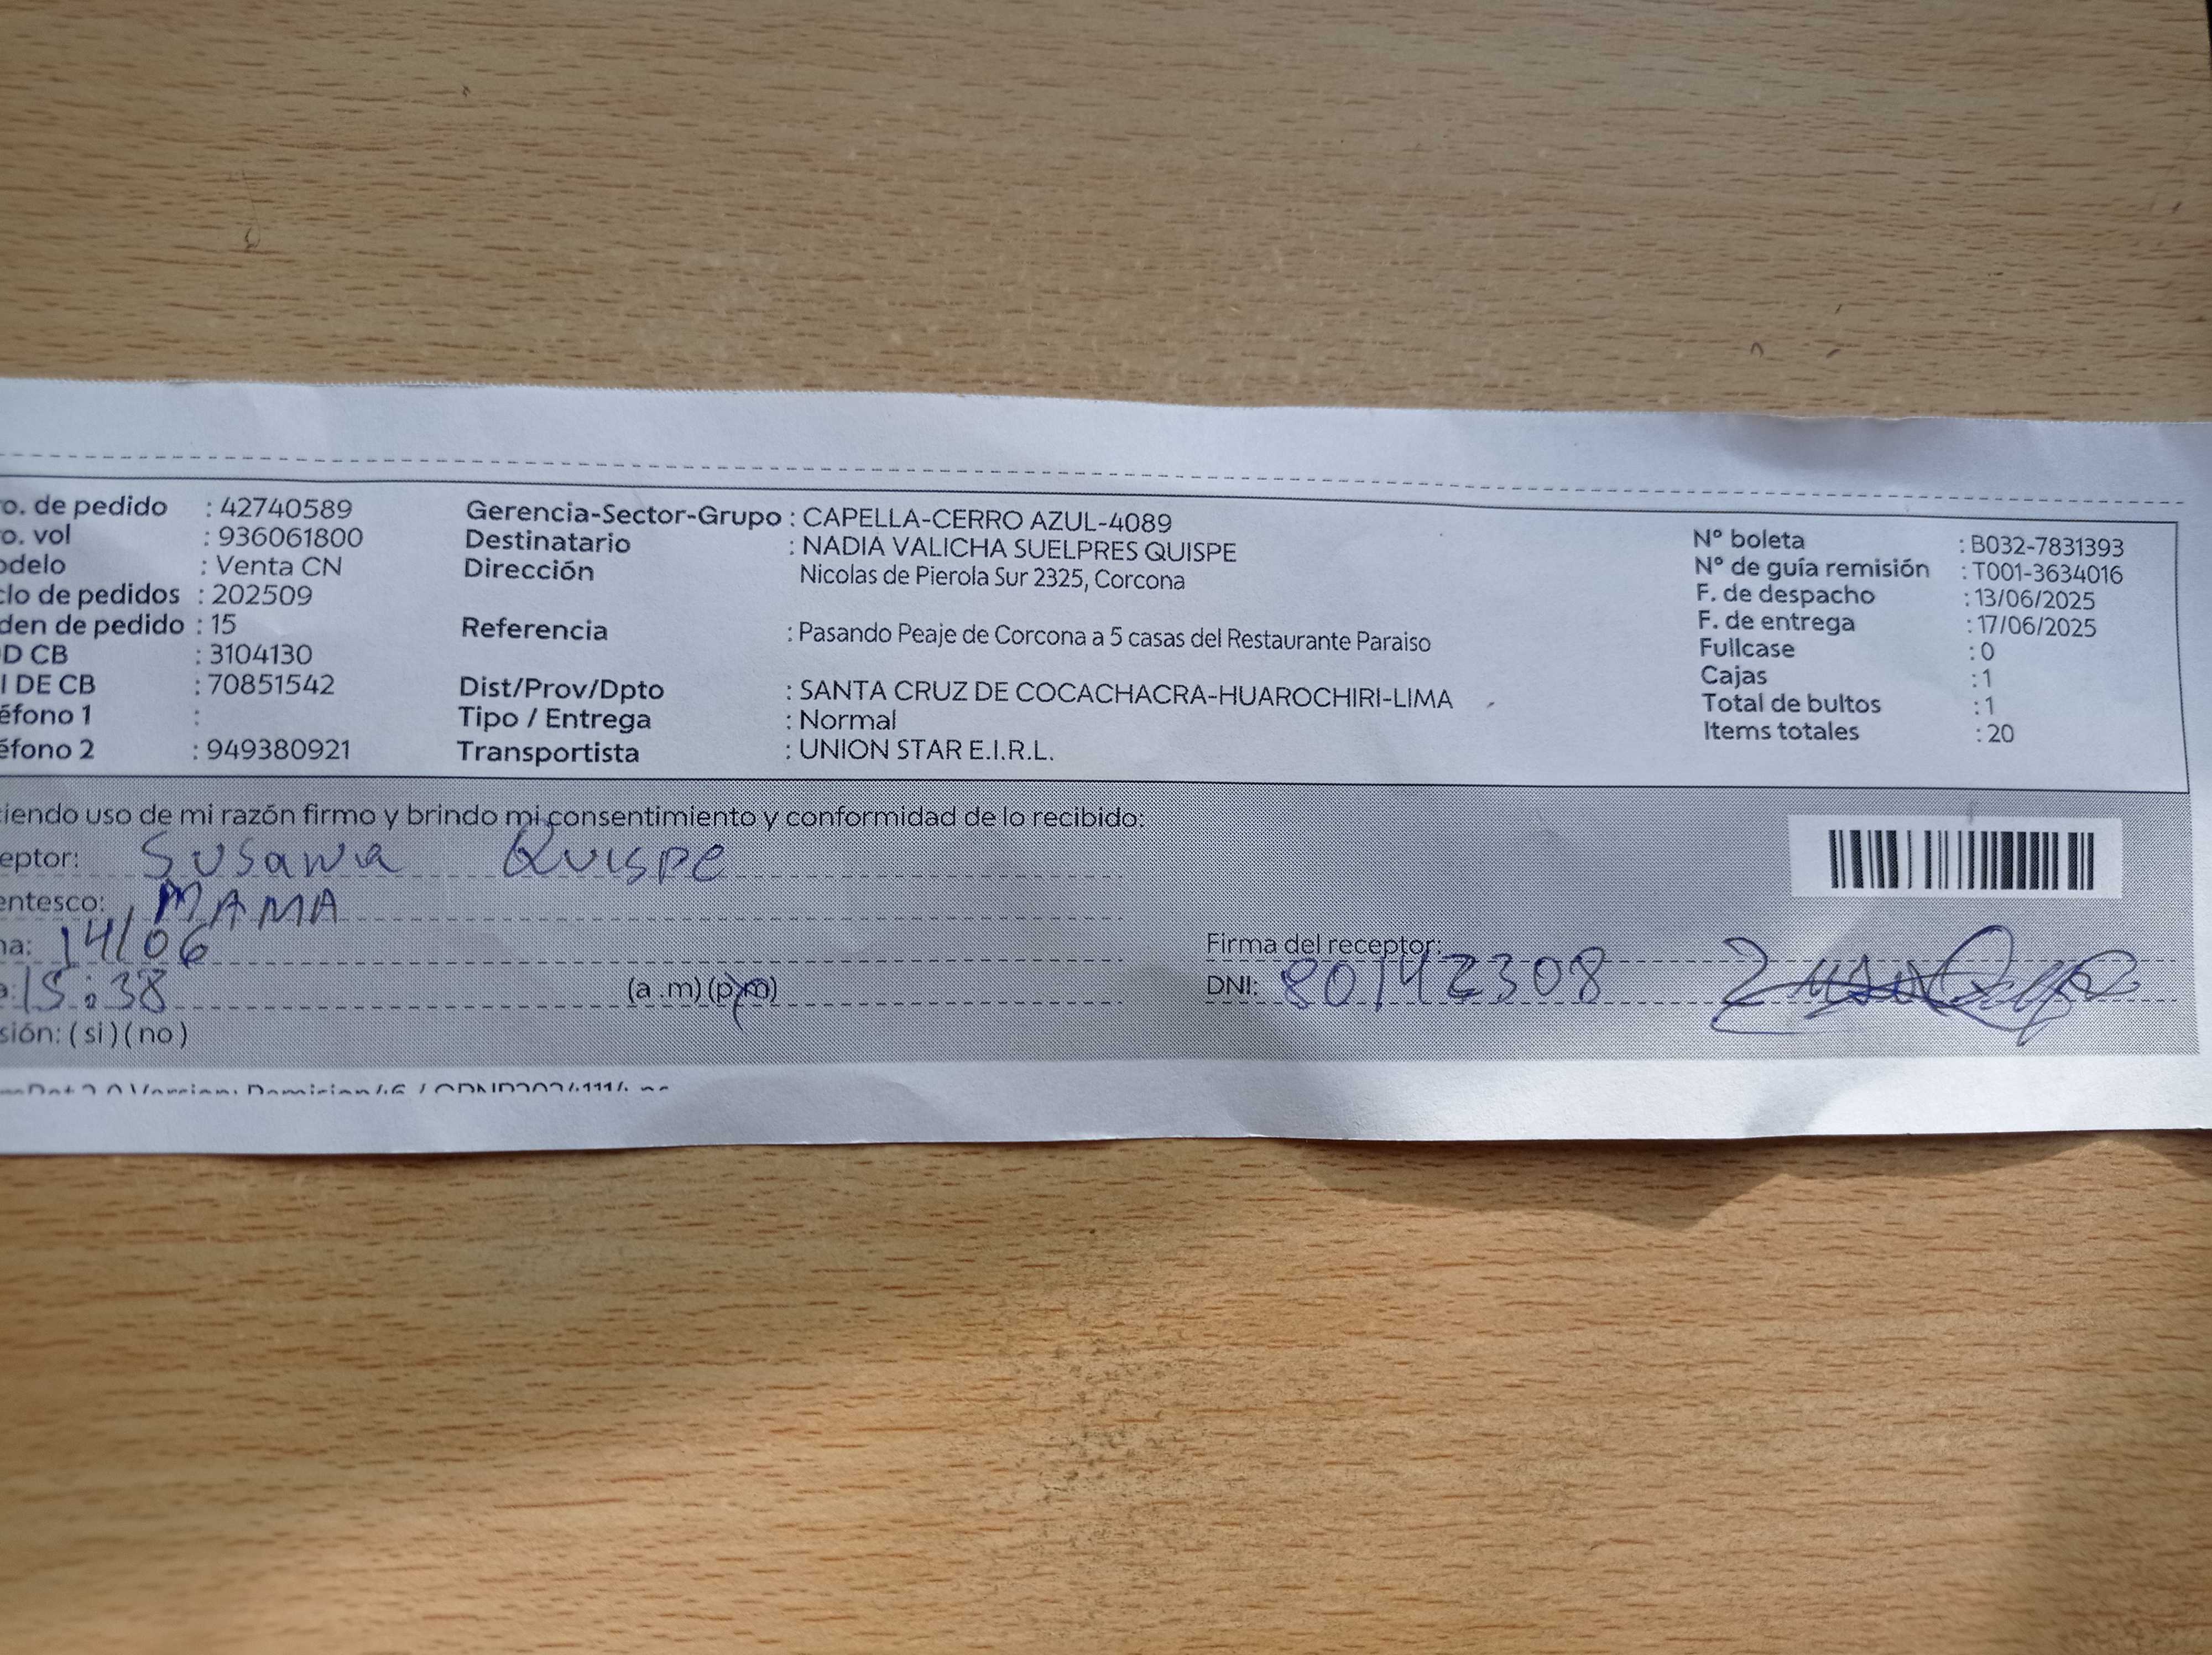 o. de pedido : 42740589
o. vol : 936061800
odelo : Venta CN
clo de pedidos : 202509
den de pedido : 15
D CB : 3104130
I DE CB : 70851542
éfono 1 :
éfono 2 : 949380921
Gerencia-Sector-Grupo : CAPELLA-CERRO AZUL-4089
Destinatario : NADIA VALICHA SUELPRES QUISPE
Dirección Nicolas de Pierola Sur 2325, Corcona
Referencia : Pasando Peaje de Corcona a 5 casas del Restaurante Paraiso
Dist/Prov/Dpto : SANTA CRUZ DE COCACHACRA-HUAROCHIRI-LIMA
Tipo / Entrega : Normal
Transportista : UNION STAR E.I.R.L.
N° boleta : B032-7831393
N° de guía remisión : T001-3634016
F. de despacho : 13/06/2025
F. de entrega : 17/06/2025
Fullcase : 0
Cajas : 1
Total de bultos : 1
Items totales : 20
ciendo uso de mi razón firmo y brindo mi consentimiento y conformidad de lo recibido:
eptor: Susana Quispe
entesco: MAMA
ha: 14/06
a: 15:38 (a .m) (p.m)
sión: ( si ) ( no )
Firma del receptor:
DNI: 80142308